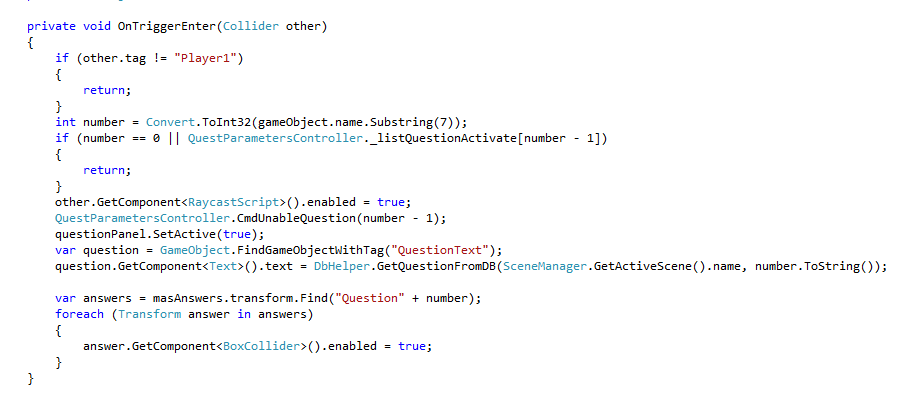 private void OnTriggerEnter(Collider other)
{
    if (other.tag != "Player1")
    {
        return;
    }
    int number = Convert.ToInt32(gameObject.name.Substring(7));
    if (number == 0 || QuestParametersController._listQuestionActivate[number - 1])
    {
        return;
    }
    other.GetComponent<RaycastScript>().enabled = true;
    QuestParametersController.CmdUnableQuestion(number - 1);
    questionPanel.SetActive(true);
    var question = GameObject.FindGameObjectWithTag("QuestionText");
    question.GetComponent<Text>().text = DbHelper.GetQuestionFromDB(SceneManager.GetActiveScene().name, number.ToString());

    var answers = masAnswers.transform.Find("Question" + number);
    foreach (Transform answer in answers)
    {
        answer.GetComponent<BoxCollider>().enabled = true;
    }
}